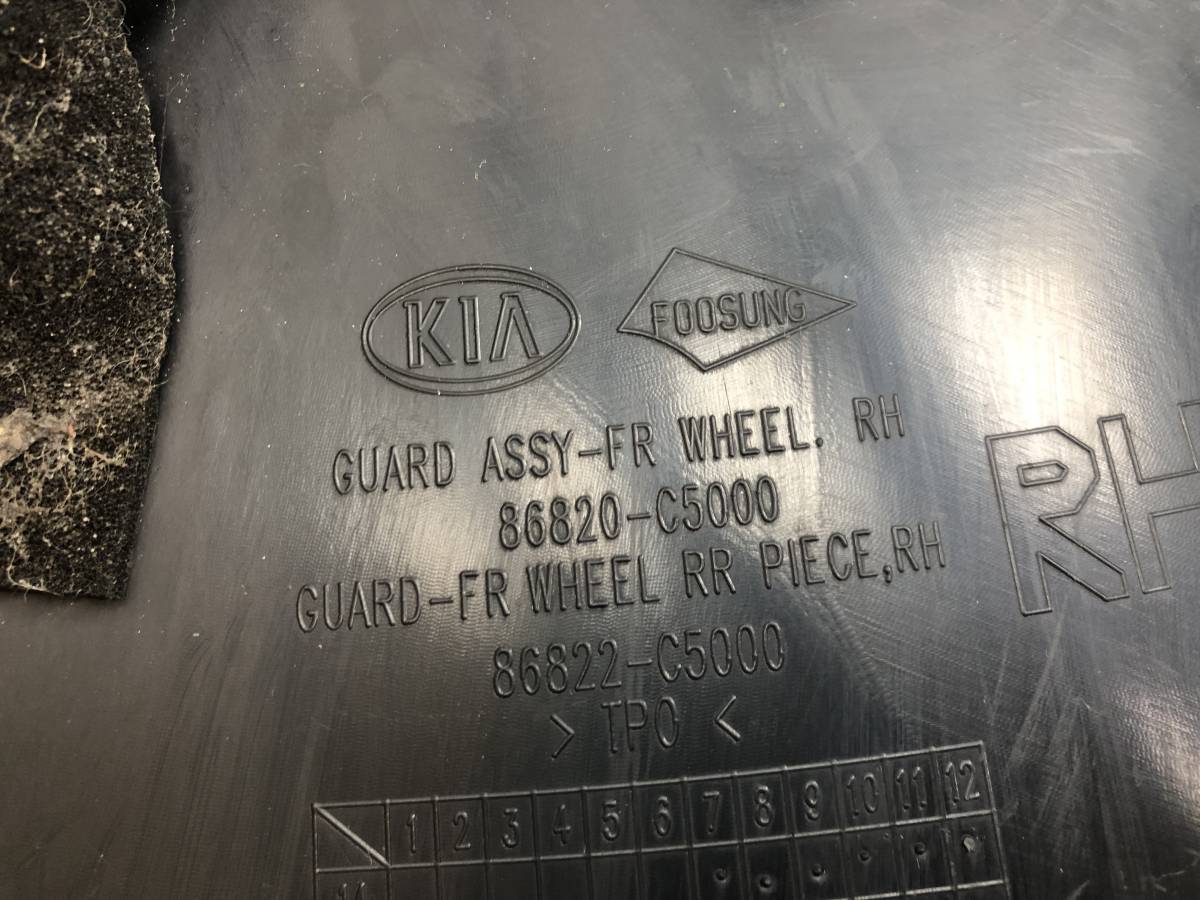 KIA
FOOSUNG
GUARD ASSY-FR WHEEL. RH
86820-C5000
GUARD-FR WHEEL RR PIECE,RH
86822-C5000
> TPO <
RH
1 2 3 4 5 6 7 8 9 10 11 12
14